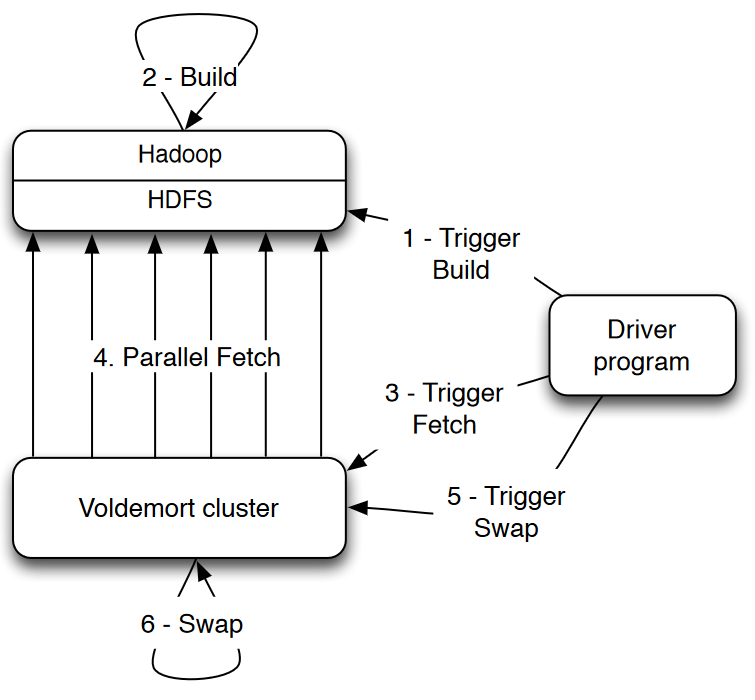 2 - Build
Hadoop
HDFS
1 - Trigger
Build
Driver
program
4. Parallel Fetch
3 - Trigger
Fetch
5 - Trigger
Swap
Voldemort cluster
6 - Swap